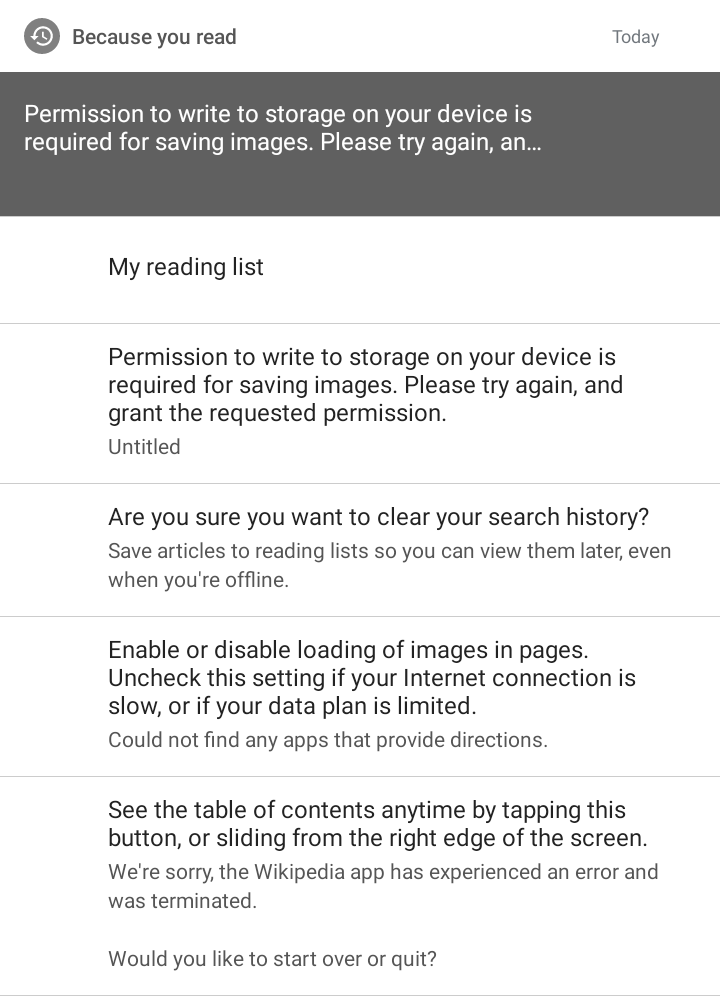 Because you read
Today
Permission to write to storage on your device is
required for saving images. Please try again, an...
My reading list
Permission to write to storage on your device is
required for saving images. Please try again, and
grant the requested permission.
Untitled
Are you sure you want to clear your search history?
Save articles to reading lists so you can view them later, even
when you're offline.
Enable or disable loading of images in pages.
Uncheck this setting if your Internet connection is
slow, or if your data plan is limited.
Could not find any apps that provide directions.
See the table of contents anytime by tapping this
button, or sliding from the right edge of the screen.
We're sorry, the Wikipedia app has experienced an error and
was terminated.
Would you like to start over or quit?